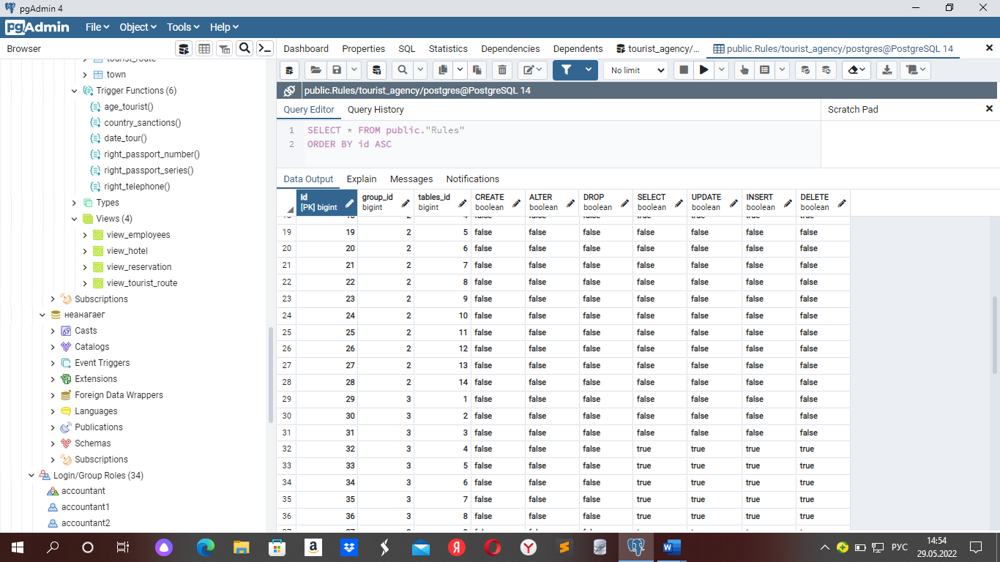 pgAdmin 4
pgAdmin File Object Tools Help
Browser
Dashboard Properties SQL Statistics Dependencies Dependents tourist_agency/... public.Rules/tourist_agency/postgres@PostgreSQL 14
tourist_route
town
Trigger Functions (6)
age_tourist()
country_sanctions()
date_tour()
right_passport_number()
right_passport_series()
right_telephone()
Types
Views (4)
view_employees
view_hotel
view_reservation
view_tourist_route
Subscriptions
неанагаег
Casts
Catalogs
Event Triggers
Extensions
Foreign Data Wrappers
Languages
Publications
Schemas
Subscriptions
Login/Group Roles (34)
accountant
accountant1
accountant2
No limit
public.Rules/tourist_agency/postgres@PostgreSQL 14
Query Editor Query History
Scratch Pad
1 SELECT * FROM public."Rules"
2 ORDER BY id ASC
Data Output Explain Messages Notifications
id group_id tables_id CREATE ALTER DROP SELECT UPDATE INSERT DELETE
[PK] bigint bigint bigint boolean boolean boolean boolean boolean boolean boolean
18 18 2 4 false false false true true true true
19 19 2 5 false false false false false false false
20 20 2 6 false false false false false false false
21 21 2 7 false false false false false false false
22 22 2 8 false false false false false false false
23 23 2 9 false false false false false false false
24 24 2 10 false false false false false false false
25 25 2 11 false false false false false false false
26 26 2 12 false false false false false false false
27 27 2 13 false false false false false false false
28 28 2 14 false false false false false false false
29 29 3 1 false false false false false false false
30 30 3 2 false false false false false false false
31 31 3 3 false false false false false false false
32 32 3 4 false false false true true true true
33 33 3 5 false false false true true true true
34 34 3 6 false false false true true true true
35 35 3 7 false false false true true true true
36 36 3 8 false false false true true true true
РУС
14:54
29.05.2022